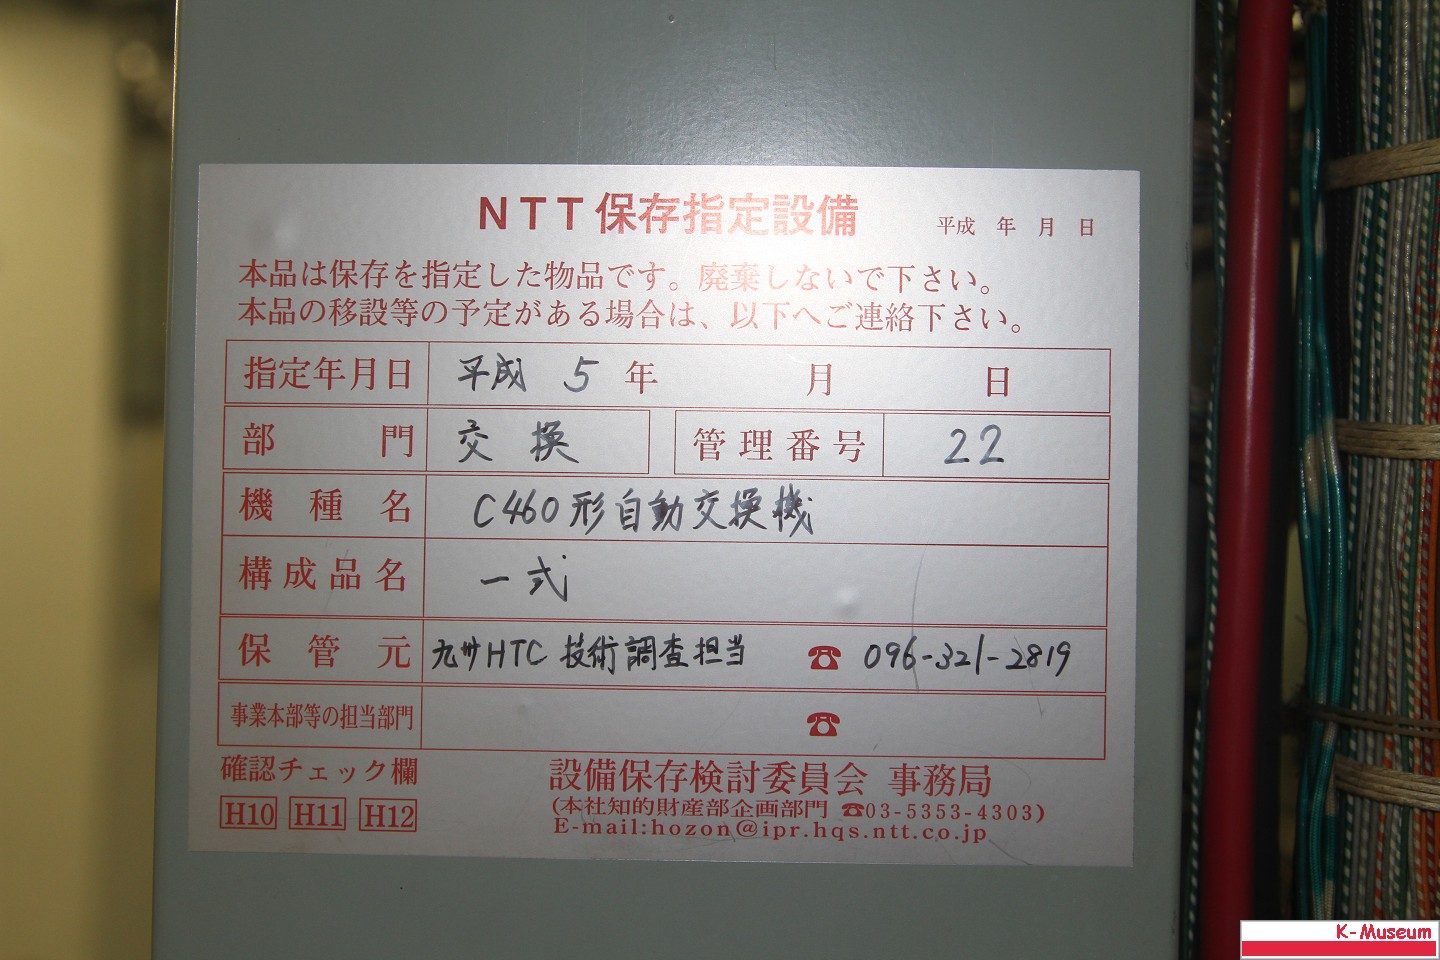 NTT保存指定設備 平成 年 月 日
本品は保存を指定した物品です。廃棄しないで下さい。
本品の移設等の予定がある場合は、以下へご連絡下さい。
指定年月日 平成 5 年 月 日
部門 交換 管理番号 22
機種名 C460形自動交換機
構成品名 一式
保管元 九州HTC 技術調査担当 ☎ 096-321-2819
事業本部等の担当部門 ☎
確認チェック欄 設備保存検討委員会 事務局
(本社知的財産部企画部門 ☎03-5353-4303)
H10 H11 H12 E-mail:hozon@ipr.hqs.ntt.co.jp
K-Museum